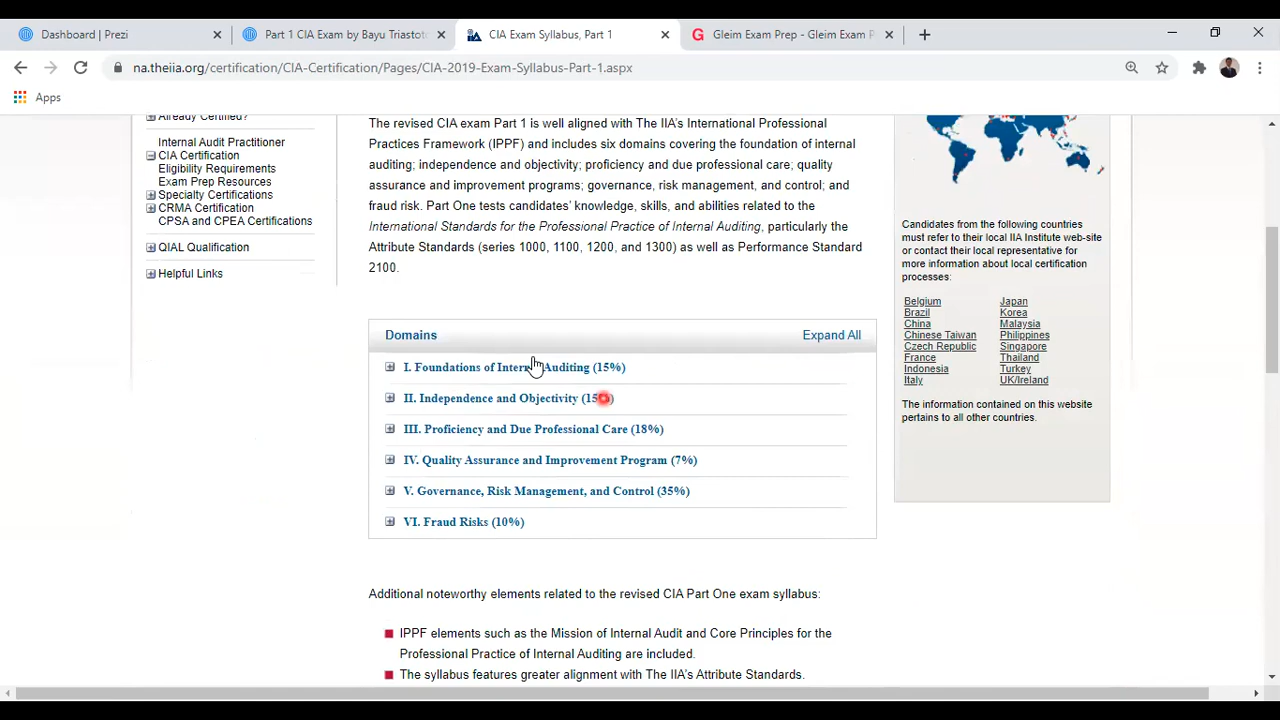 Dashboard | Prezi
Part 1 CIA Exam by Bayu Triastoto
CIA Exam Syllabus, Part 1
Gleim Exam Prep - Gleim Exam P
na.theiia.org/certification/CIA-Certification/Pages/CIA-2019-Exam-Syllabus-Part-1.aspx
Apps
Already Certified?
Internal Audit Practitioner
CIA Certification
Eligibility Requirements
Exam Prep Resources
Specialty Certifications
CRMA Certification
CPSA and CPEA Certifications
QIAL Qualification
Helpful Links
The revised CIA exam Part 1 is well aligned with The IIA's International Professional
Practices Framework (IPPF) and includes six domains covering the foundation of internal
auditing; independence and objectivity; proficiency and due professional care; quality
assurance and improvement programs; governance, risk management, and control; and
fraud risk. Part One tests candidates' knowledge, skills, and abilities related to the
International Standards for the Professional Practice of Internal Auditing, particularly the
Attribute Standards (series 1000, 1100, 1200, and 1300) as well as Performance Standard
2100.
Domains
Expand All
I. Foundations of Internal Auditing (15%)
II. Independence and Objectivity (15%)
III. Proficiency and Due Professional Care (18%)
IV. Quality Assurance and Improvement Program (7%)
V. Governance, Risk Management, and Control (35%)
VI. Fraud Risks (10%)
Additional noteworthy elements related to the revised CIA Part One exam syllabus:
IPPF elements such as the Mission of Internal Audit and Core Principles for the
Professional Practice of Internal Auditing are included.
The syllabus features greater alignment with The IIA's Attribute Standards.
Candidates from the following countries
must refer to their local IIA Institute web-site
or contact their local representative for
more information about local certification
processes:
Belgium
Brazil
China
Chinese Taiwan
Czech Republic
France
Indonesia
Italy
Japan
Korea
Malaysia
Philippines
Singapore
Thailand
Turkey
UK/Ireland
The information contained on this website
pertains to all other countries.